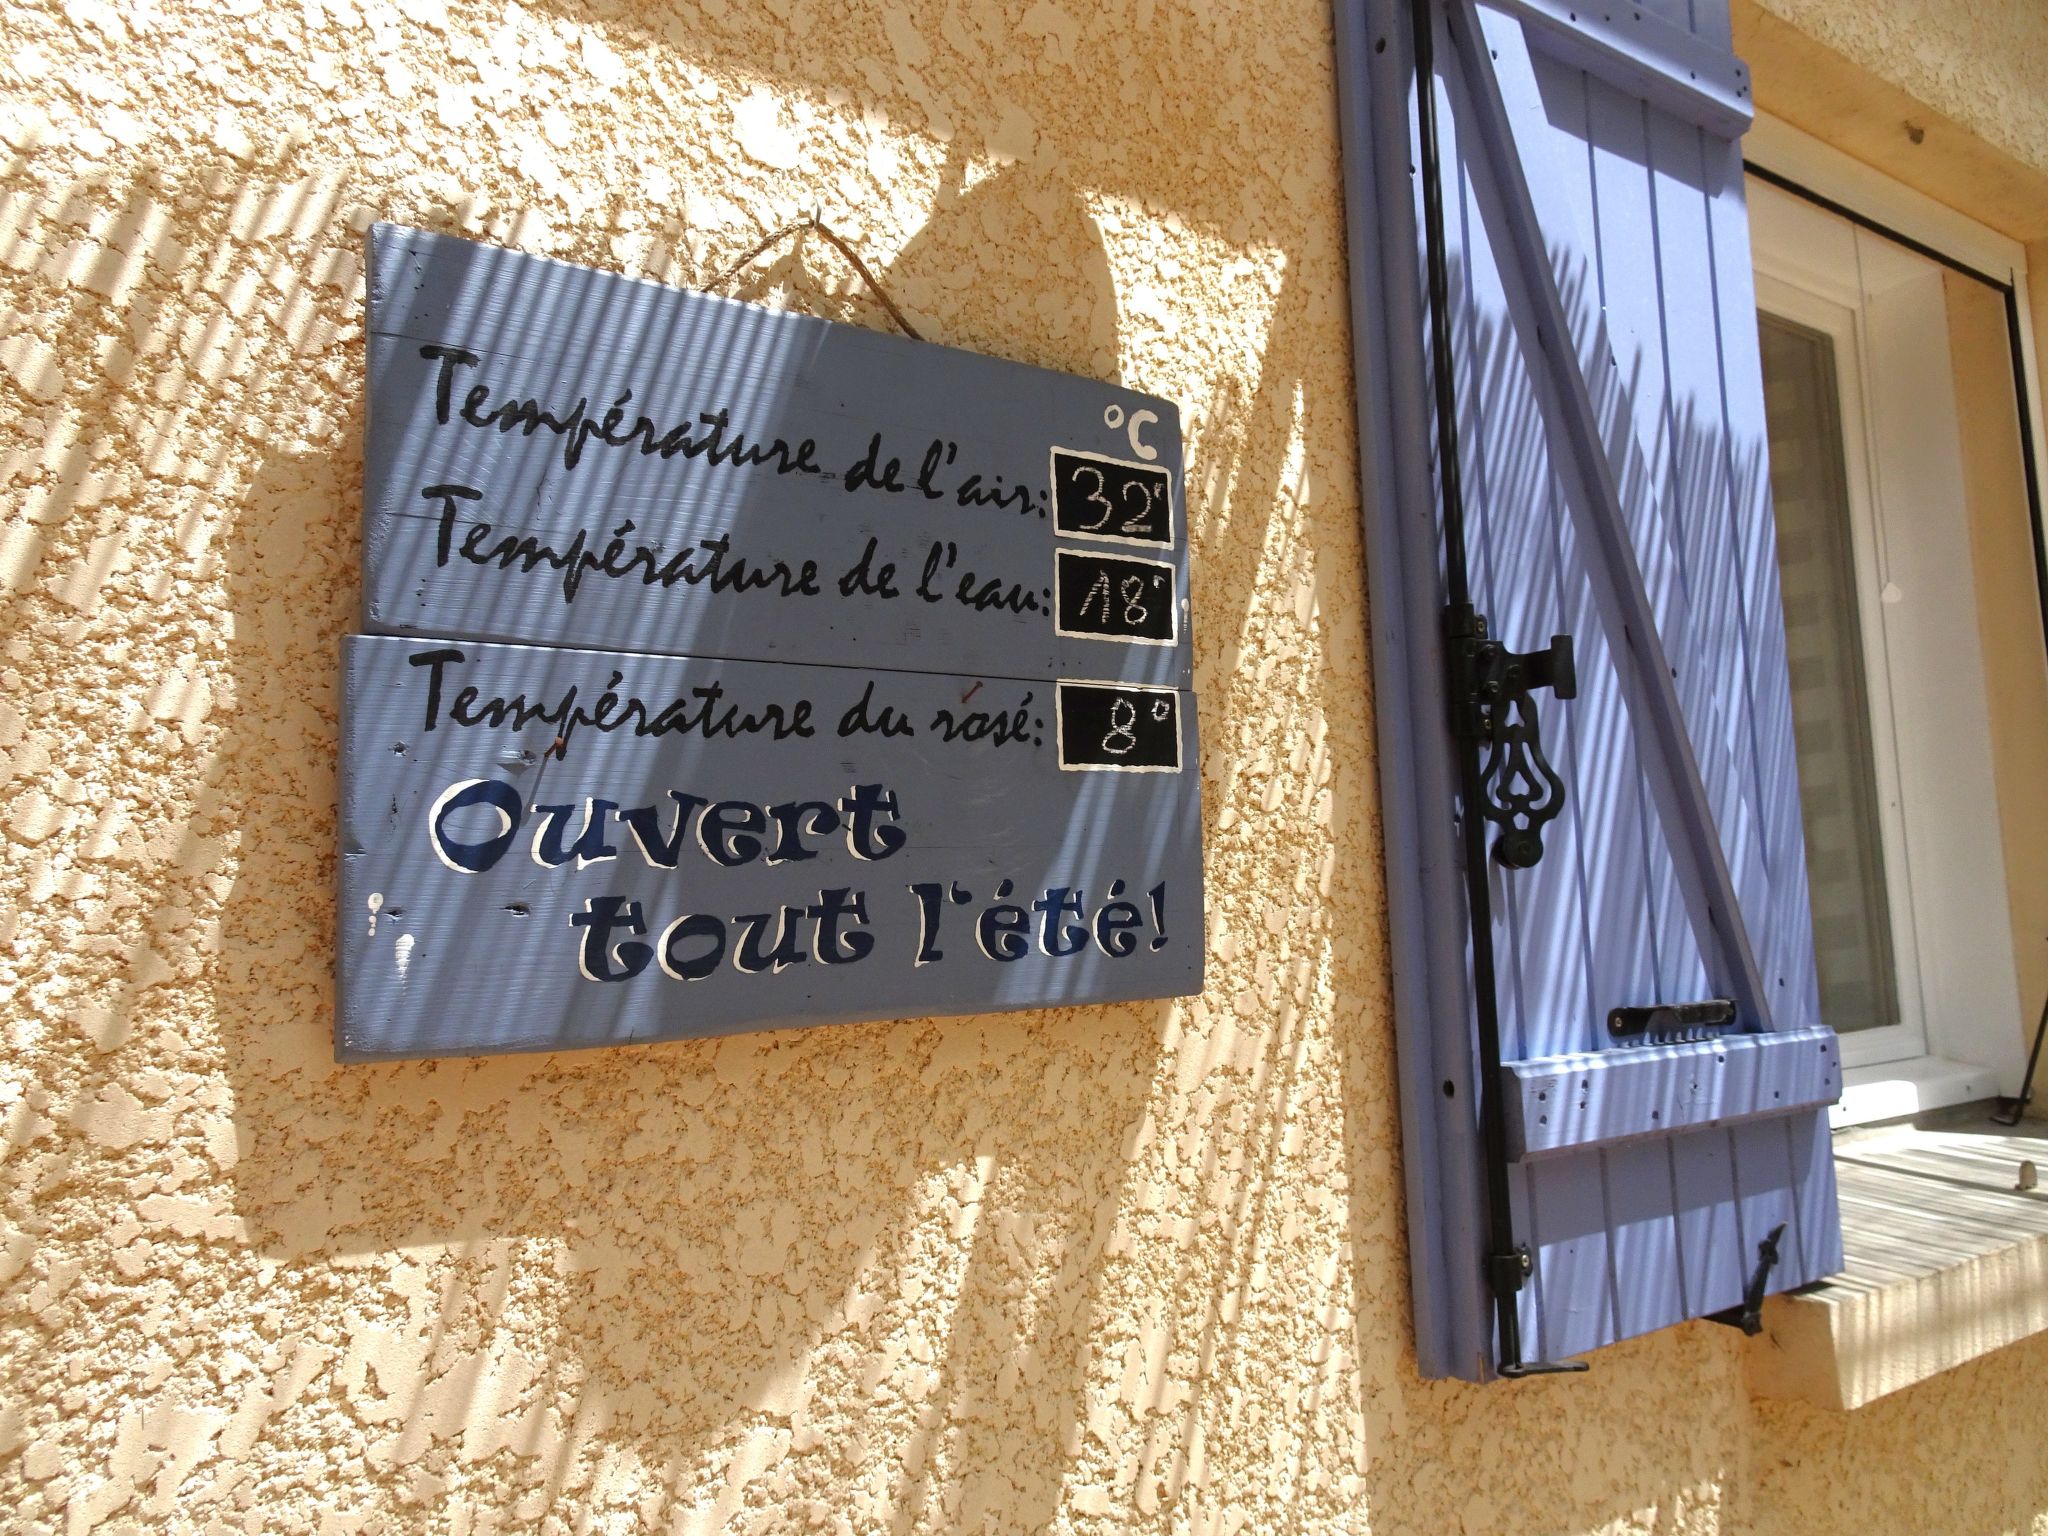 °C
Température de l'air: 32°
Température de l'eau: 18°
Température du rosé: 8°
Ouvert
tout l'été!